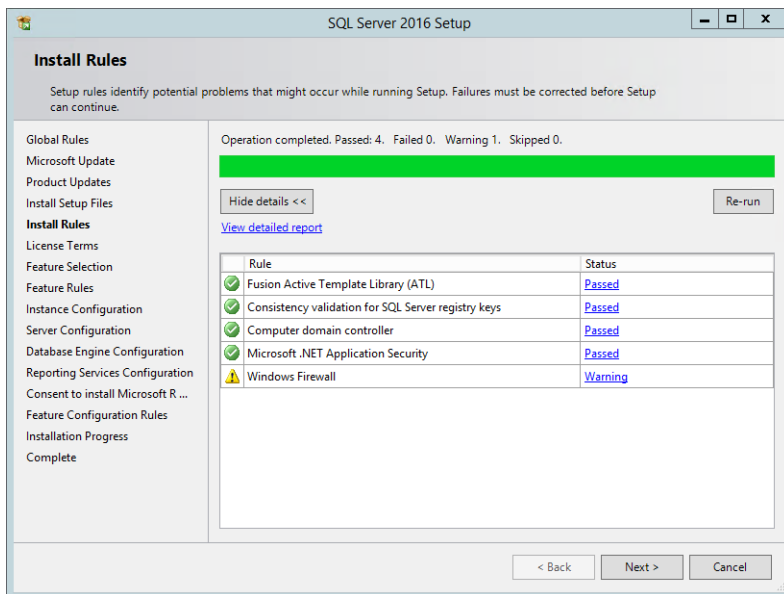 SQL Server 2016 Setup
Install Rules
Setup rules identify potential problems that might occur while running Setup. Failures must be corrected before Setup
can continue.
Global Rules
Microsoft Update
Product Updates
Install Setup Files
Install Rules
License Terms
Feature Selection
Feature Rules
Instance Configuration
Server Configuration
Database Engine Configuration
Reporting Services Configuration
Consent to install Microsoft R ...
Feature Configuration Rules
Installation Progress
Complete
Operation completed. Passed: 4. Failed 0. Warning 1. Skipped 0.
Hide details <<
Re-run
View detailed report
Rule Status
Fusion Active Template Library (ATL) Passed
Consistency validation for SQL Server registry keys Passed
Computer domain controller Passed
Microsoft .NET Application Security Passed
Windows Firewall Warning
< Back Next > Cancel